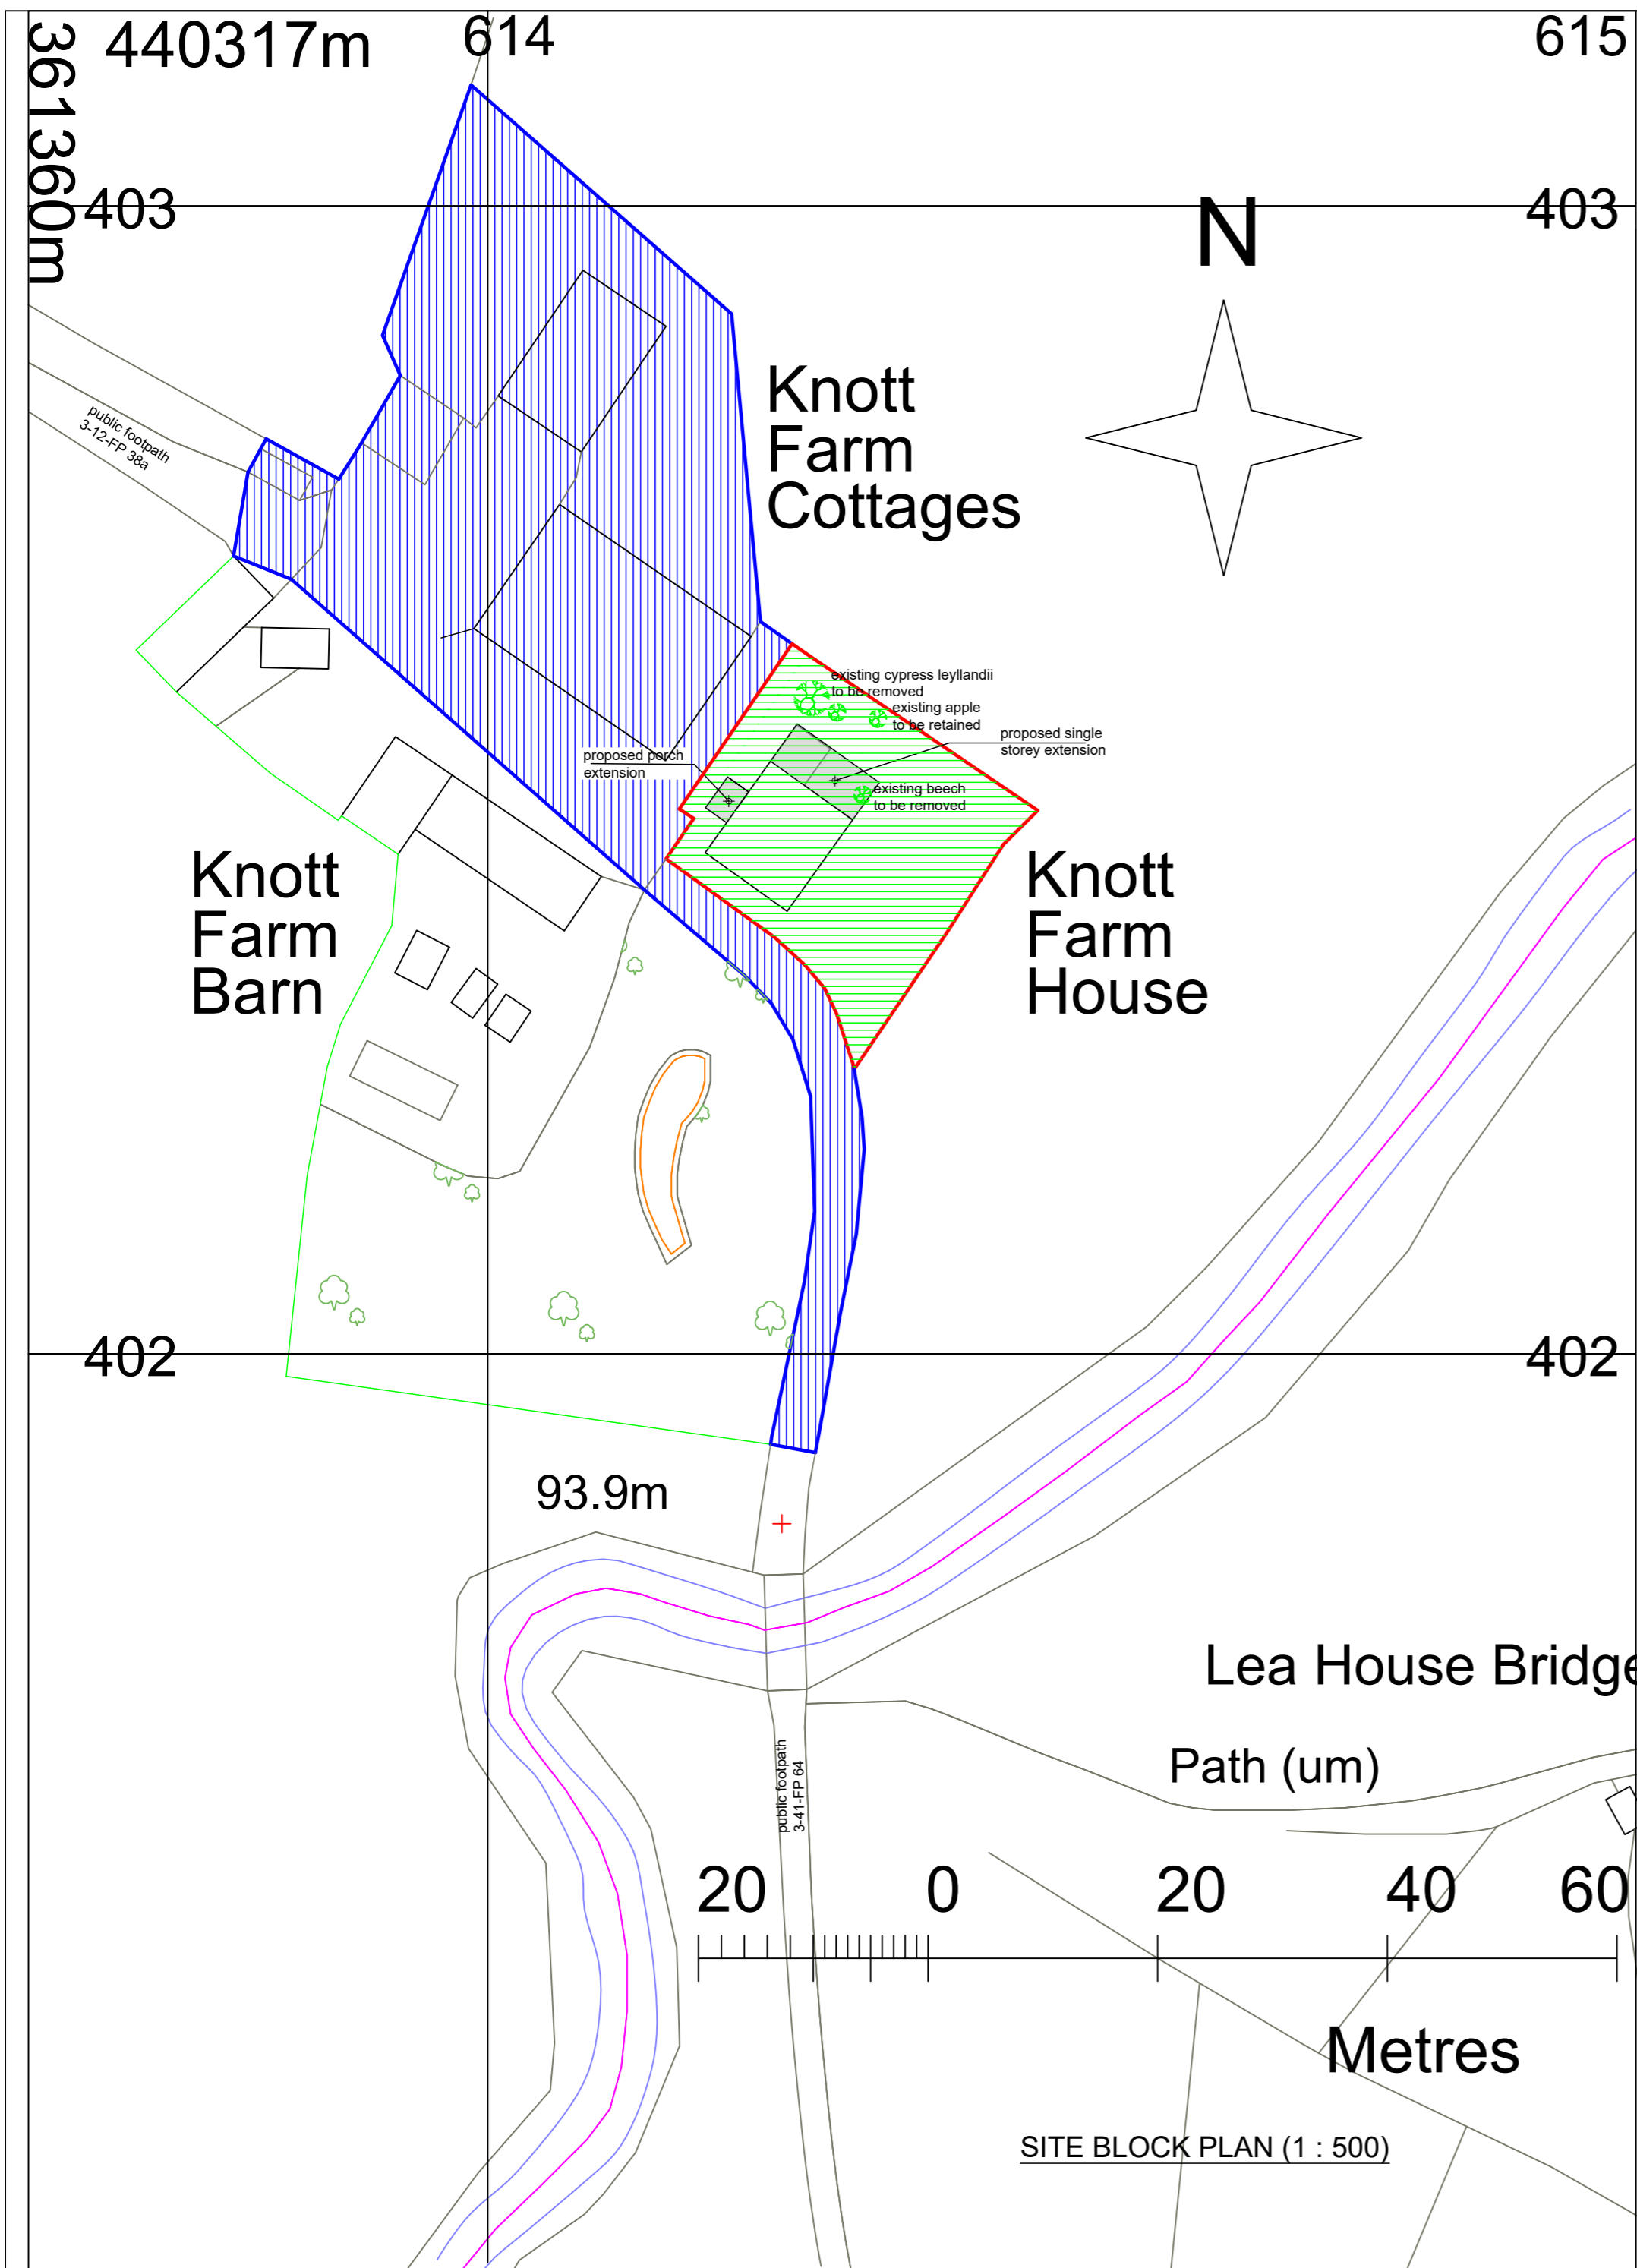 440317m
614
615
361360m
403
403
N
public footpath
3-12-FP 38a
Knott
Farm
Cottages
existing cypress leyllandii
to be removed
existing apple
to be retained
proposed single
storey extension
proposed porch
extension
existing beech
to be removed
Knott
Farm
Barn
Knott
Farm
House
402
402
93.9m
Lea House Bridge
Path (um)
public footpath
3-41-FP 64
20 0 20 40 60
Metres
SITE BLOCK PLAN (1 : 500)